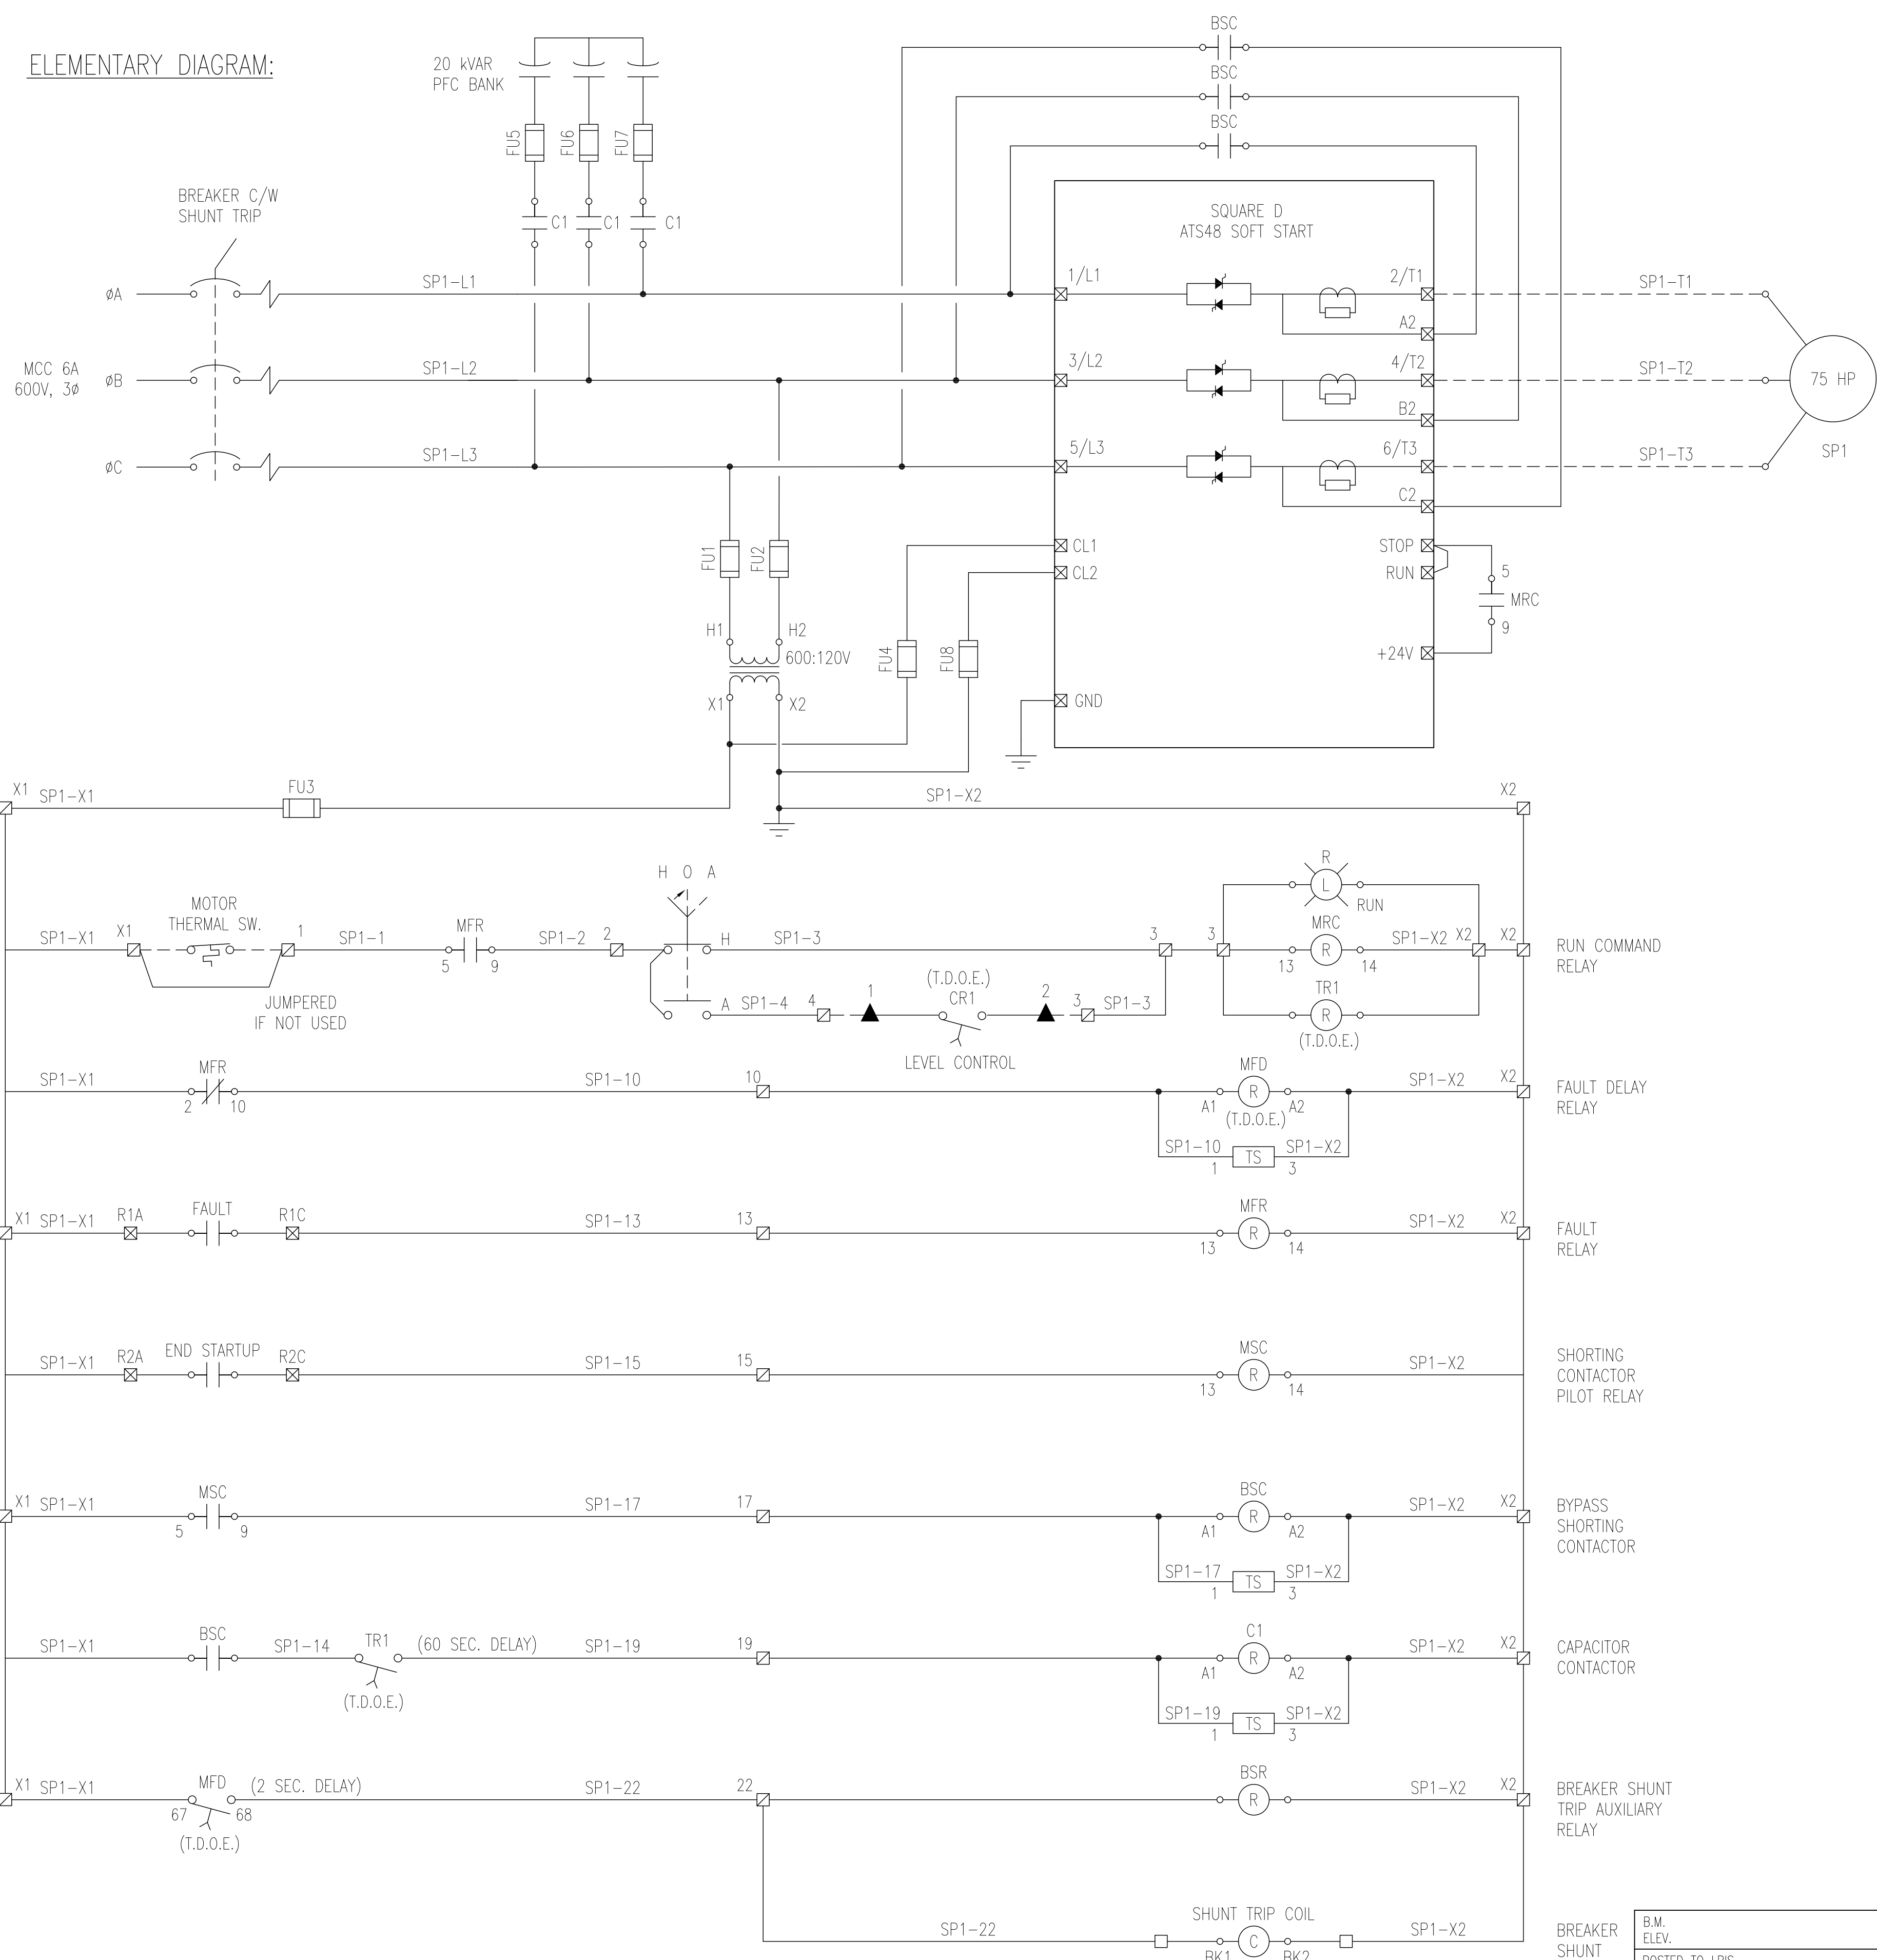 ELEMENTARY DIAGRAM:
20 kVAR
PFC BANK
BSC
BSC
BSC
FU5
FU6
FU7
BREAKER C/W
SHUNT TRIP
C1
C1
C1
SQUARE D
ATS48 SOFT START
øA
SP1-L1
1/L1
2/T1
SP1-T1
A2
MCC 6A
600V, 3ø
øB
SP1-L2
3/L2
4/T2
SP1-T2
75 HP
B2
øC
SP1-L3
5/L3
6/T3
SP1-T3
SP1
C2
FU1
FU2
CL1
STOP
CL2
RUN
5
MRC
9
H1
H2
600:120V
FU4
FU8
+24V
X1
X2
GND
X1
SP1-X1
FU3
SP1-X2
X2
H O A
R
L
RUN
MOTOR
THERMAL SW.
SP1-X1
X1
1
SP1-1
MFR
5
9
SP1-2
2
H
SP1-3
3
3
MRC
R
13
14
SP1-X2
X2
X2
RUN COMMAND
RELAY
JUMPERED
IF NOT USED
A
SP1-4
4
1
(T.D.O.E.)
CR1
2
3
SP1-3
LEVEL CONTROL
TR1
R
(T.D.O.E.)
SP1-X1
MFR
2
10
SP1-10
10
MFD
R
A1
A2
(T.D.O.E.)
SP1-X2
X2
FAULT DELAY
RELAY
SP1-10
1
TS
SP1-X2
3
X1
SP1-X1
R1A
FAULT
R1C
SP1-13
13
MFR
R
13
14
SP1-X2
X2
FAULT
RELAY
SP1-X1
R2A
END STARTUP
R2C
SP1-15
15
MSC
R
13
14
SP1-X2
SHORTING
CONTACTOR
PILOT RELAY
X1
SP1-X1
MSC
5
9
SP1-17
17
BSC
R
A1
A2
SP1-X2
X2
BYPASS
SHORTING
CONTACTOR
SP1-17
1
TS
SP1-X2
3
SP1-X1
BSC
SP1-14
TR1
(60 SEC. DELAY)
(T.D.O.E.)
SP1-19
19
C1
R
A1
A2
SP1-X2
X2
CAPACITOR
CONTACTOR
SP1-19
1
TS
SP1-X2
3
X1
SP1-X1
MFD
(2 SEC. DELAY)
67
68
(T.D.O.E.)
SP1-22
22
BSR
R
SP1-X2
X2
BREAKER SHUNT
TRIP AUXILIARY
RELAY
SP1-22
SHUNT TRIP COIL
C
BK1
BK2
SP1-X2
BREAKER
SHUNT
B.M.
ELEV.
POSTED TO LBIS